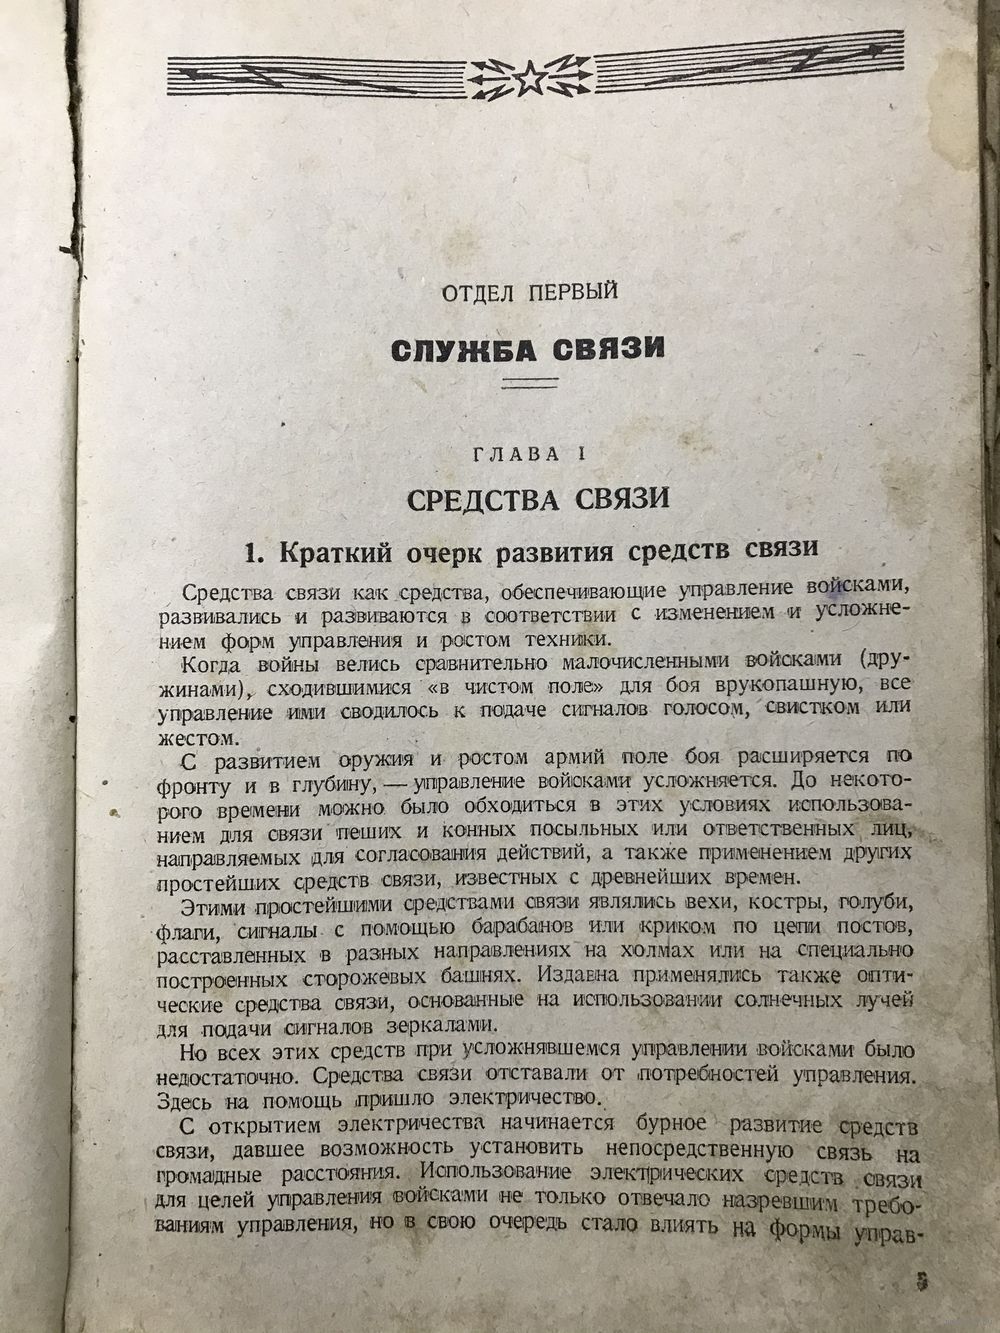 ОТДЕЛ ПЕРВЫЙ
СЛУЖБА СВЯЗИ
ГЛАВА I
СРЕДСТВА СВЯЗИ
1. Краткий очерк развития средств связи
Средства связи как средства, обеспечивающие управление войсками,
развивались и развиваются в соответствии с изменением и усложне-
нием форм управления и ростом техники.
Когда войны велись сравнительно малочисленными войсками (дру-
жинами), сходившимися «в чистом поле» для боя врукопашную, все
управление ими сводилось к подаче сигналов голосом, свистком или
жестом.
С развитием оружия и ростом армий поле боя расширяется по
фронту и в глубину, — управление войсками усложняется. До некото-
рого времени можно было обходиться в этих условиях использова-
нием для связи пеших и конных посыльных или ответственных лиц,
направляемых для согласования действий, а также применением других
простейших средств связи, известных с древнейших времен.
Этими простейшими средствами связи являлись вехи, костры, голуби,
флаги, сигналы с помощью барабанов или криком по цепи постов,
расставленных в разных направлениях на холмах или на специально
построенных сторожевых башнях. Издавна применялись также опти-
ческие средства связи, основанные на использовании солнечных лучей
для подачи сигналов зеркалами.
Но всех этих средств при усложнявшемся управлении войсками было
недостаточно. Средства связи отставали от потребностей управления.
Здесь на помощь пришло электричество.
С открытием электричества начинается бурное развитие средств
связи, давшее возможность установить непосредственную связь на
громадные расстояния. Использование электрических средств связи
для целей управления войсками не только отвечало назревшим требо-
ваниям управления, но в свою очередь стало влиять на формы управ-
5